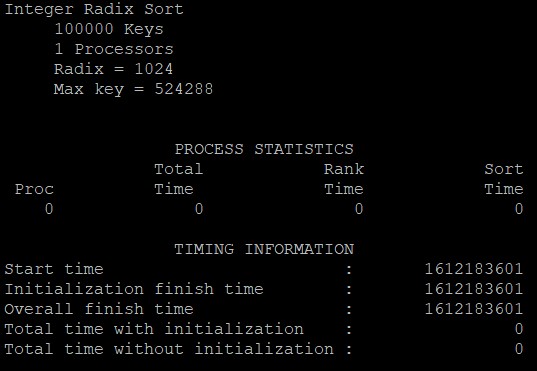 Integer Radix Sort
100000 Keys
1 Processors
Radix = 1024
Max key = 524288
PROCESS STATISTICS
Total Rank Sort
Proc Time Time Time
0 0 0 0
TIMING INFORMATION
Start time : 1612183601
Initialization finish time : 1612183601
Overall finish time : 1612183601
Total time with initialization : 0
Total time without initialization : 0